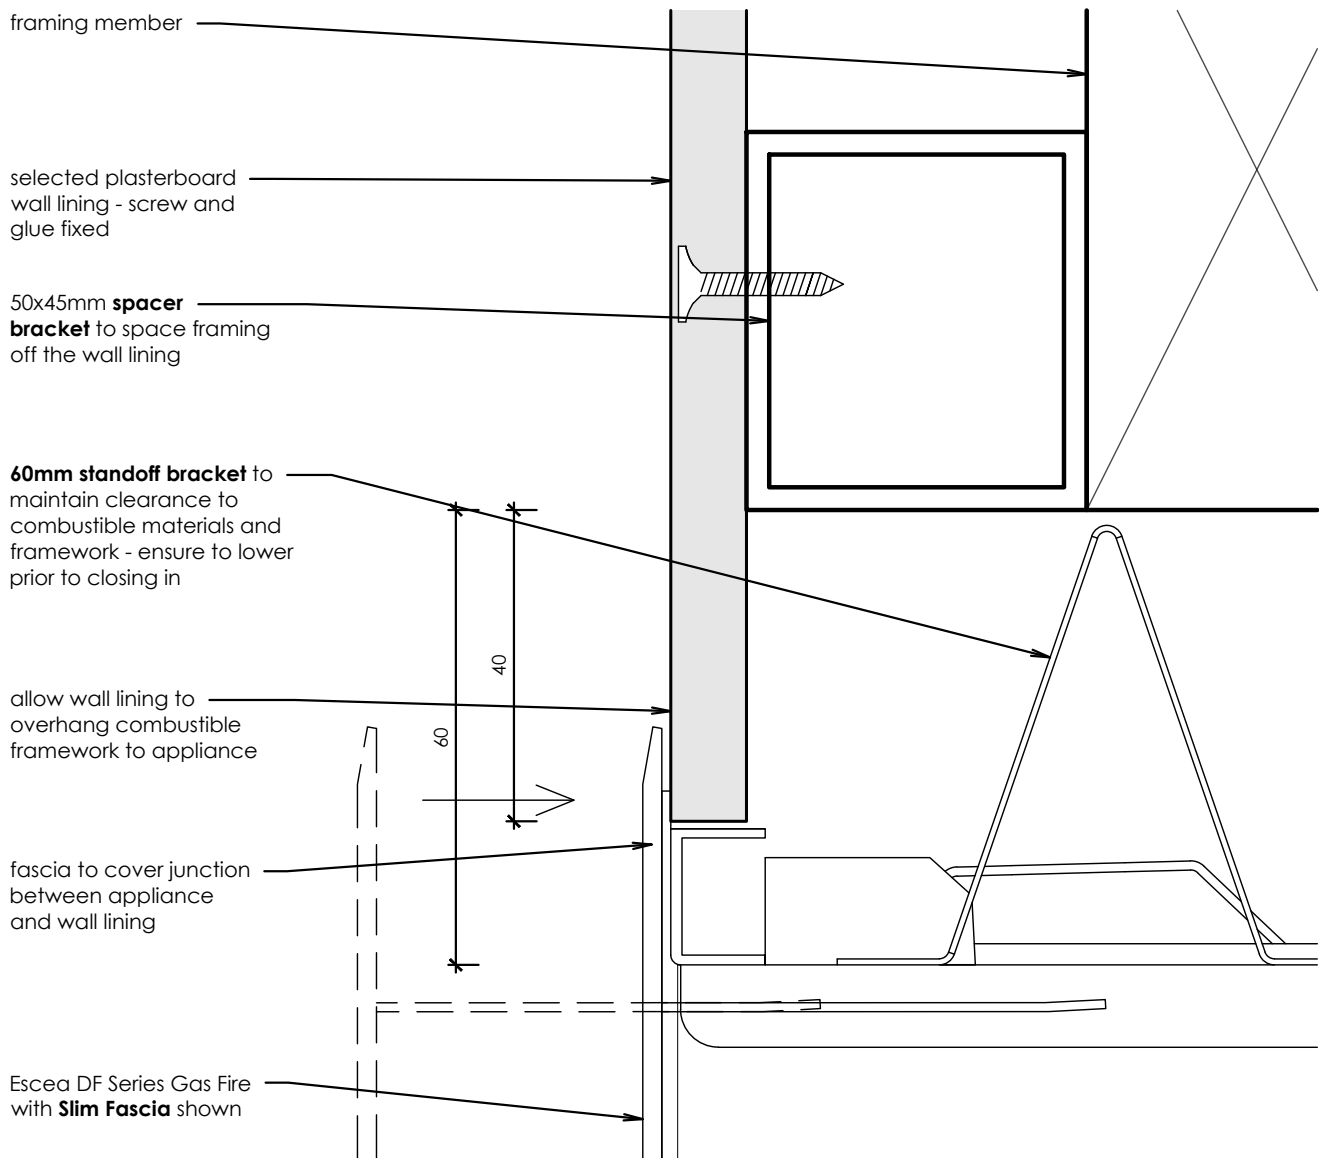 framing member
selected plasterboard
wall lining - screw and
glue fixed
50x45mm spacer
bracket to space framing
off the wall lining
60mm standoff bracket to
maintain clearance to
combustible materials and
framework - ensure to lower
prior to closing in
40
60
allow wall lining to
overhang combustible
framework to appliance
fascia to cover junction
between appliance
and wall lining
Escea DF Series Gas Fire
with Slim Fascia shown